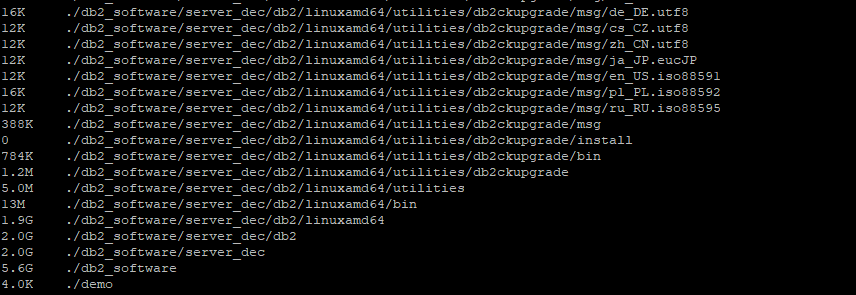 16K ./db2_software/server_dec/db2/linuxamd64/utilities/db2ckupgrade/msg/de_DE.utf8
12K ./db2_software/server_dec/db2/linuxamd64/utilities/db2ckupgrade/msg/cs_CZ.utf8
12K ./db2_software/server_dec/db2/linuxamd64/utilities/db2ckupgrade/msg/zh_CN.utf8
12K ./db2_software/server_dec/db2/linuxamd64/utilities/db2ckupgrade/msg/ja_JP.eucJP
12K ./db2_software/server_dec/db2/linuxamd64/utilities/db2ckupgrade/msg/en_US.iso88591
16K ./db2_software/server_dec/db2/linuxamd64/utilities/db2ckupgrade/msg/pl_PL.iso88592
12K ./db2_software/server_dec/db2/linuxamd64/utilities/db2ckupgrade/msg/ru_RU.iso88595
388K ./db2_software/server_dec/db2/linuxamd64/utilities/db2ckupgrade/msg
0 ./db2_software/server_dec/db2/linuxamd64/utilities/db2ckupgrade/install
784K ./db2_software/server_dec/db2/linuxamd64/utilities/db2ckupgrade/bin
1.2M ./db2_software/server_dec/db2/linuxamd64/utilities/db2ckupgrade
5.0M ./db2_software/server_dec/db2/linuxamd64/utilities
13M ./db2_software/server_dec/db2/linuxamd64/bin
1.9G ./db2_software/server_dec/db2/linuxamd64
2.0G ./db2_software/server_dec/db2
2.0G ./db2_software/server_dec
5.6G ./db2_software
4.0K ./demo